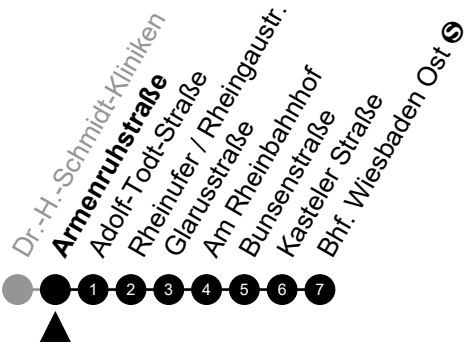 Dr.-H.-Schmidt-Kliniken
Armenruhstraße
Adolf-Todt-Straße
Rheinufer / Rheingaustr.
Glarusstraße
Am Rheinbahnhof
Bunsenstraße
Kasteler Straße
Bhf. Wiesbaden Ost S
1 2 3 4 5 6 7